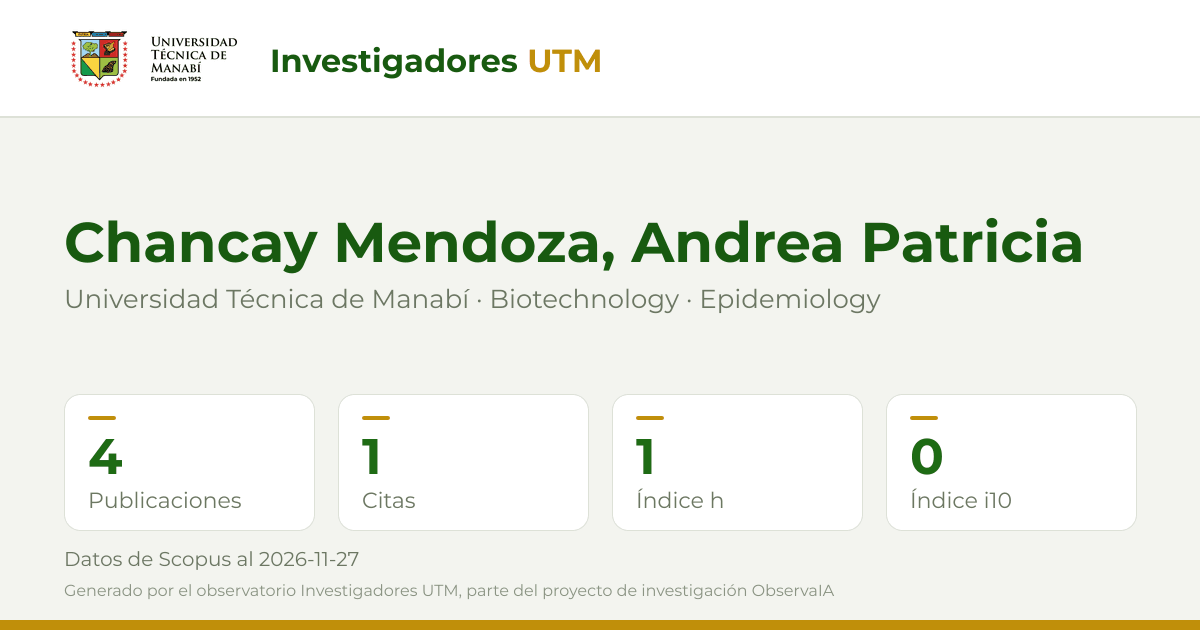 UNIVERSIDAD
TÉCNICA DE
MANABÍ
Fundada en 1952
Investigadores UTM
Chancay Mendoza, Andrea Patricia
Universidad Técnica de Manabí · Biotechnology · Epidemiology
4
Publicaciones
1
Citas
1
Índice h
0
Índice i10
Datos de Scopus al 2026-11-27
Generado por el observatorio Investigadores UTM, parte del proyecto de investigación ObservaIA